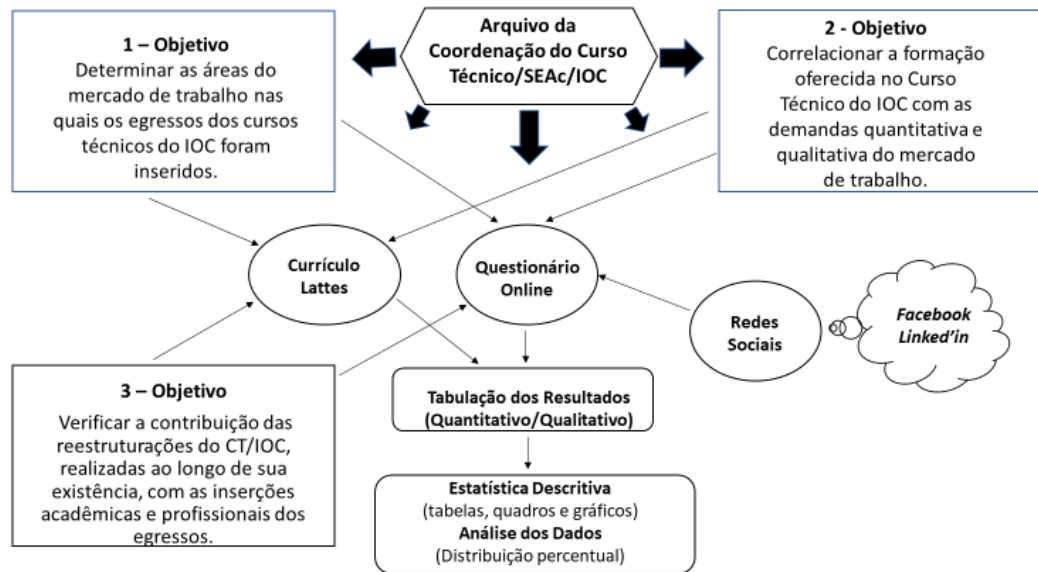 Arquivo da
Coordenação do Curso
Técnico/SEAc/IOC
1 – Objetivo
Determinar as áreas do
mercado de trabalho nas
quais os egressos dos cursos
técnicos do IOC foram
inseridos.
2 - Objetivo
Correlacionar a formação
oferecida no Curso
Técnico do IOC com as
demandas quantitativa e
qualitativa do mercado
de trabalho.
Currículo
Lattes
Questionário
Online
Redes
Sociais
Facebook
Linked’in
3 – Objetivo
Verificar a contribuição das
reestruturações do CT/IOC,
realizadas ao longo de sua
existência, com as inserções
acadêmicas e profissionais dos
egressos.
Tabulação dos Resultados
(Quantitativo/Qualitativo)
Estatística Descritiva
(tabelas, quadros e gráficos)
Análise dos Dados
(Distribuição percentual)